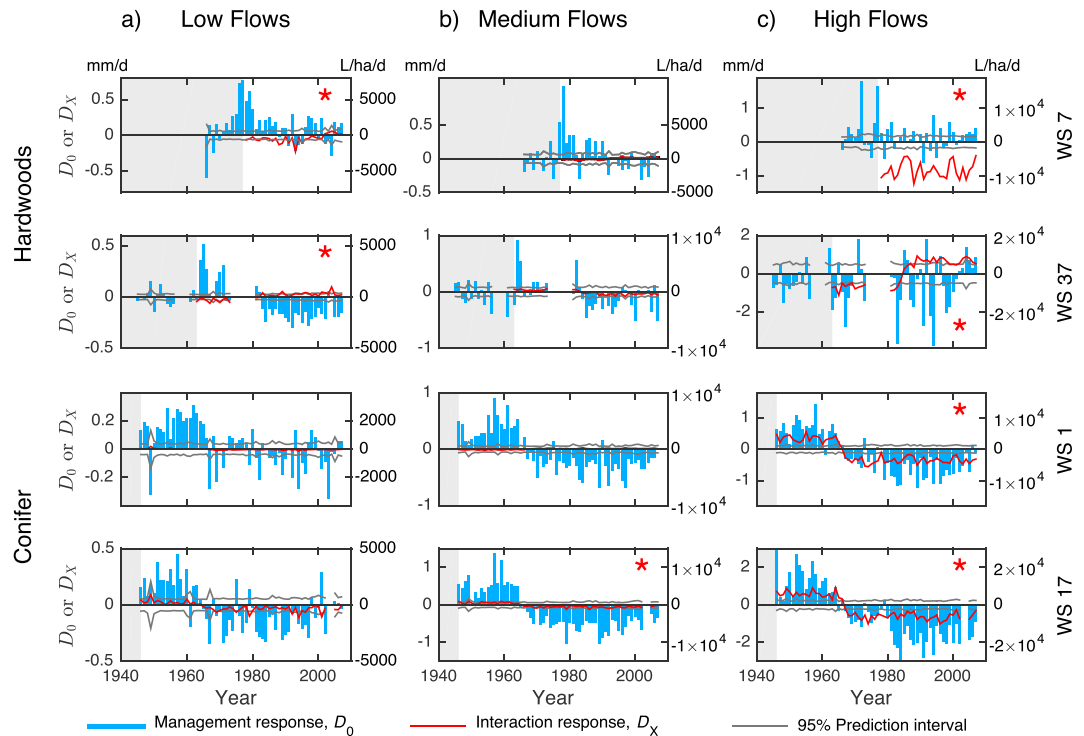 a) Low Flows b) Medium Flows c) High Flows
mm/d L/ha/d L/ha/d mm/d L/ha/d
Hardwoods
D0 or DX 0.5 0 -0.5 5000 0 -5000 * 1 0.5 0 -0.5 5000 0 -5000 1 0 -1 1×10^4 0 -1×10^4 * WS 7
D0 or DX 0.5 0 -0.5 5000 0 -5000 * 1 0 -1 1×10^4 0 -1×10^4 2 0 -2 2×10^4 0 -2×10^4 * WS 37
Conifer
D0 or DX 0.2 0 -0.2 2000 0 -2000 1 0 -1 1×10^4 0 -1×10^4 1 0 -1 1×10^4 0 -1×10^4 * WS 1
D0 or DX 0.5 0 -0.5 5000 0 -5000 1 0 -1 1×10^4 0 -1×10^4 * 2 0 -2 2×10^4 0 -2×10^4 * WS 17
1940 1960 1980 2000 1940 1960 1980 2000 1940 1960 1980 2000
Year Year Year
Management response, D0 Interaction response, DX 95% Prediction interval